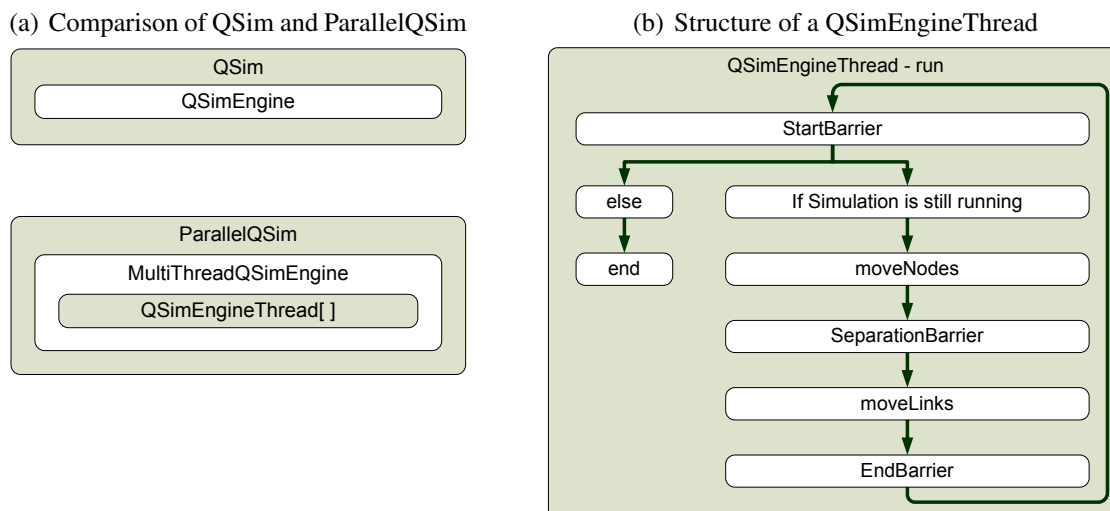 (a) Comparison of QSim and ParallelQSim
QSim
QSimEngine
ParallelQSim
MultiThreadQSimEngine
QSimEngineThread[ ]
(b) Structure of a QSimEngineThread
QSimEngineThread - run
StartBarrier
else
If Simulation is still running
end
moveNodes
SeparationBarrier
moveLinks
EndBarrier